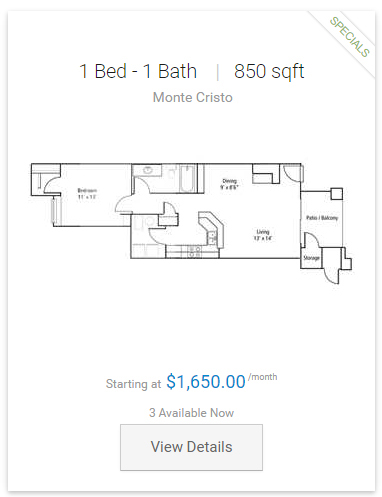 SPECIALS
1 Bed - 1 Bath | 850 sqft
Monte Cristo
Bedroom
11' x 13'
Dining
9' x 8'6"
Living
13' x 14'
Patio / Balcony
Storage
Starting at $1,650.00 /month
3 Available Now
View Details